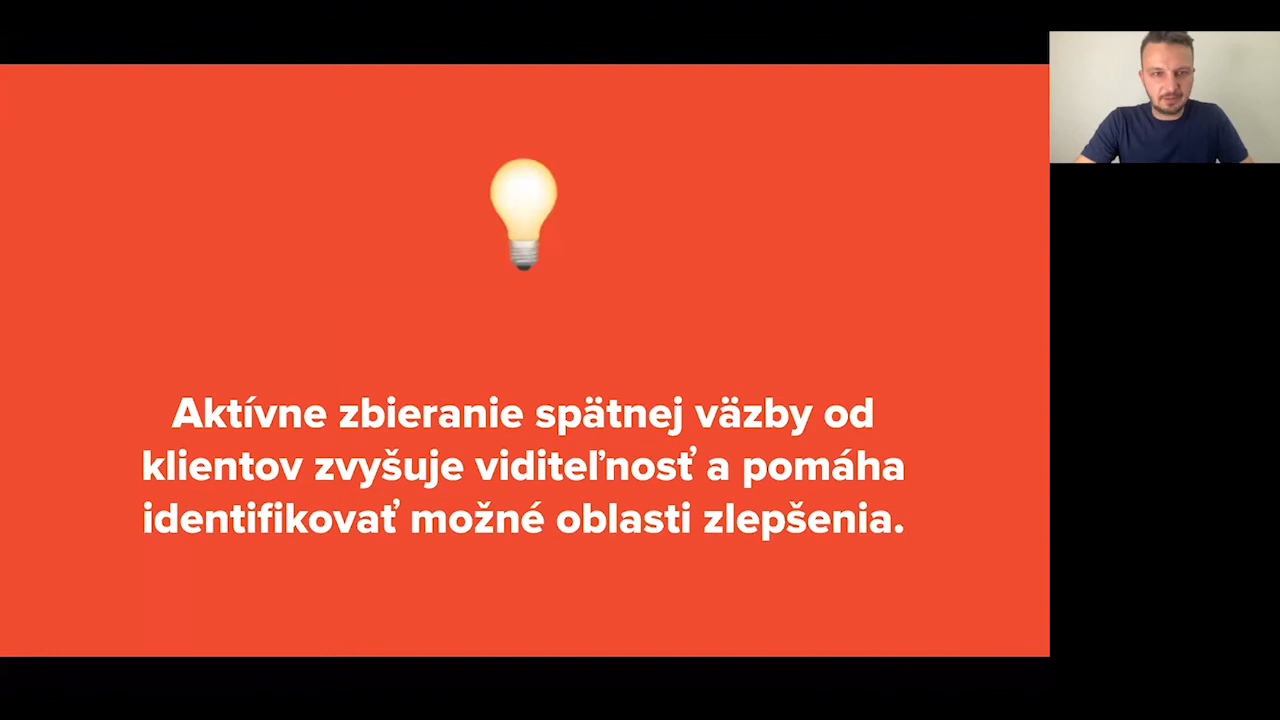 Aktívne zbieranie spätnej väzby od
klientov zvyšuje viditeľnosť a pomáha
identifikovať možné oblasti zlepšenia.